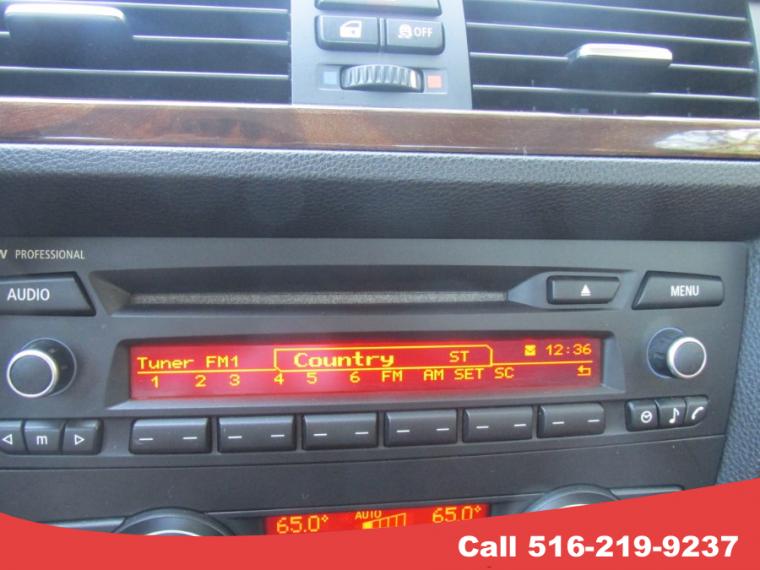 OFF
W PROFESSIONAL
AUDIO
MENU
Tuner FM1 Country ST 12:36
1 2 3 4 5 6 FM AM SET SC
m
65.0° AUTO 65.0°
Call 516-219-9237